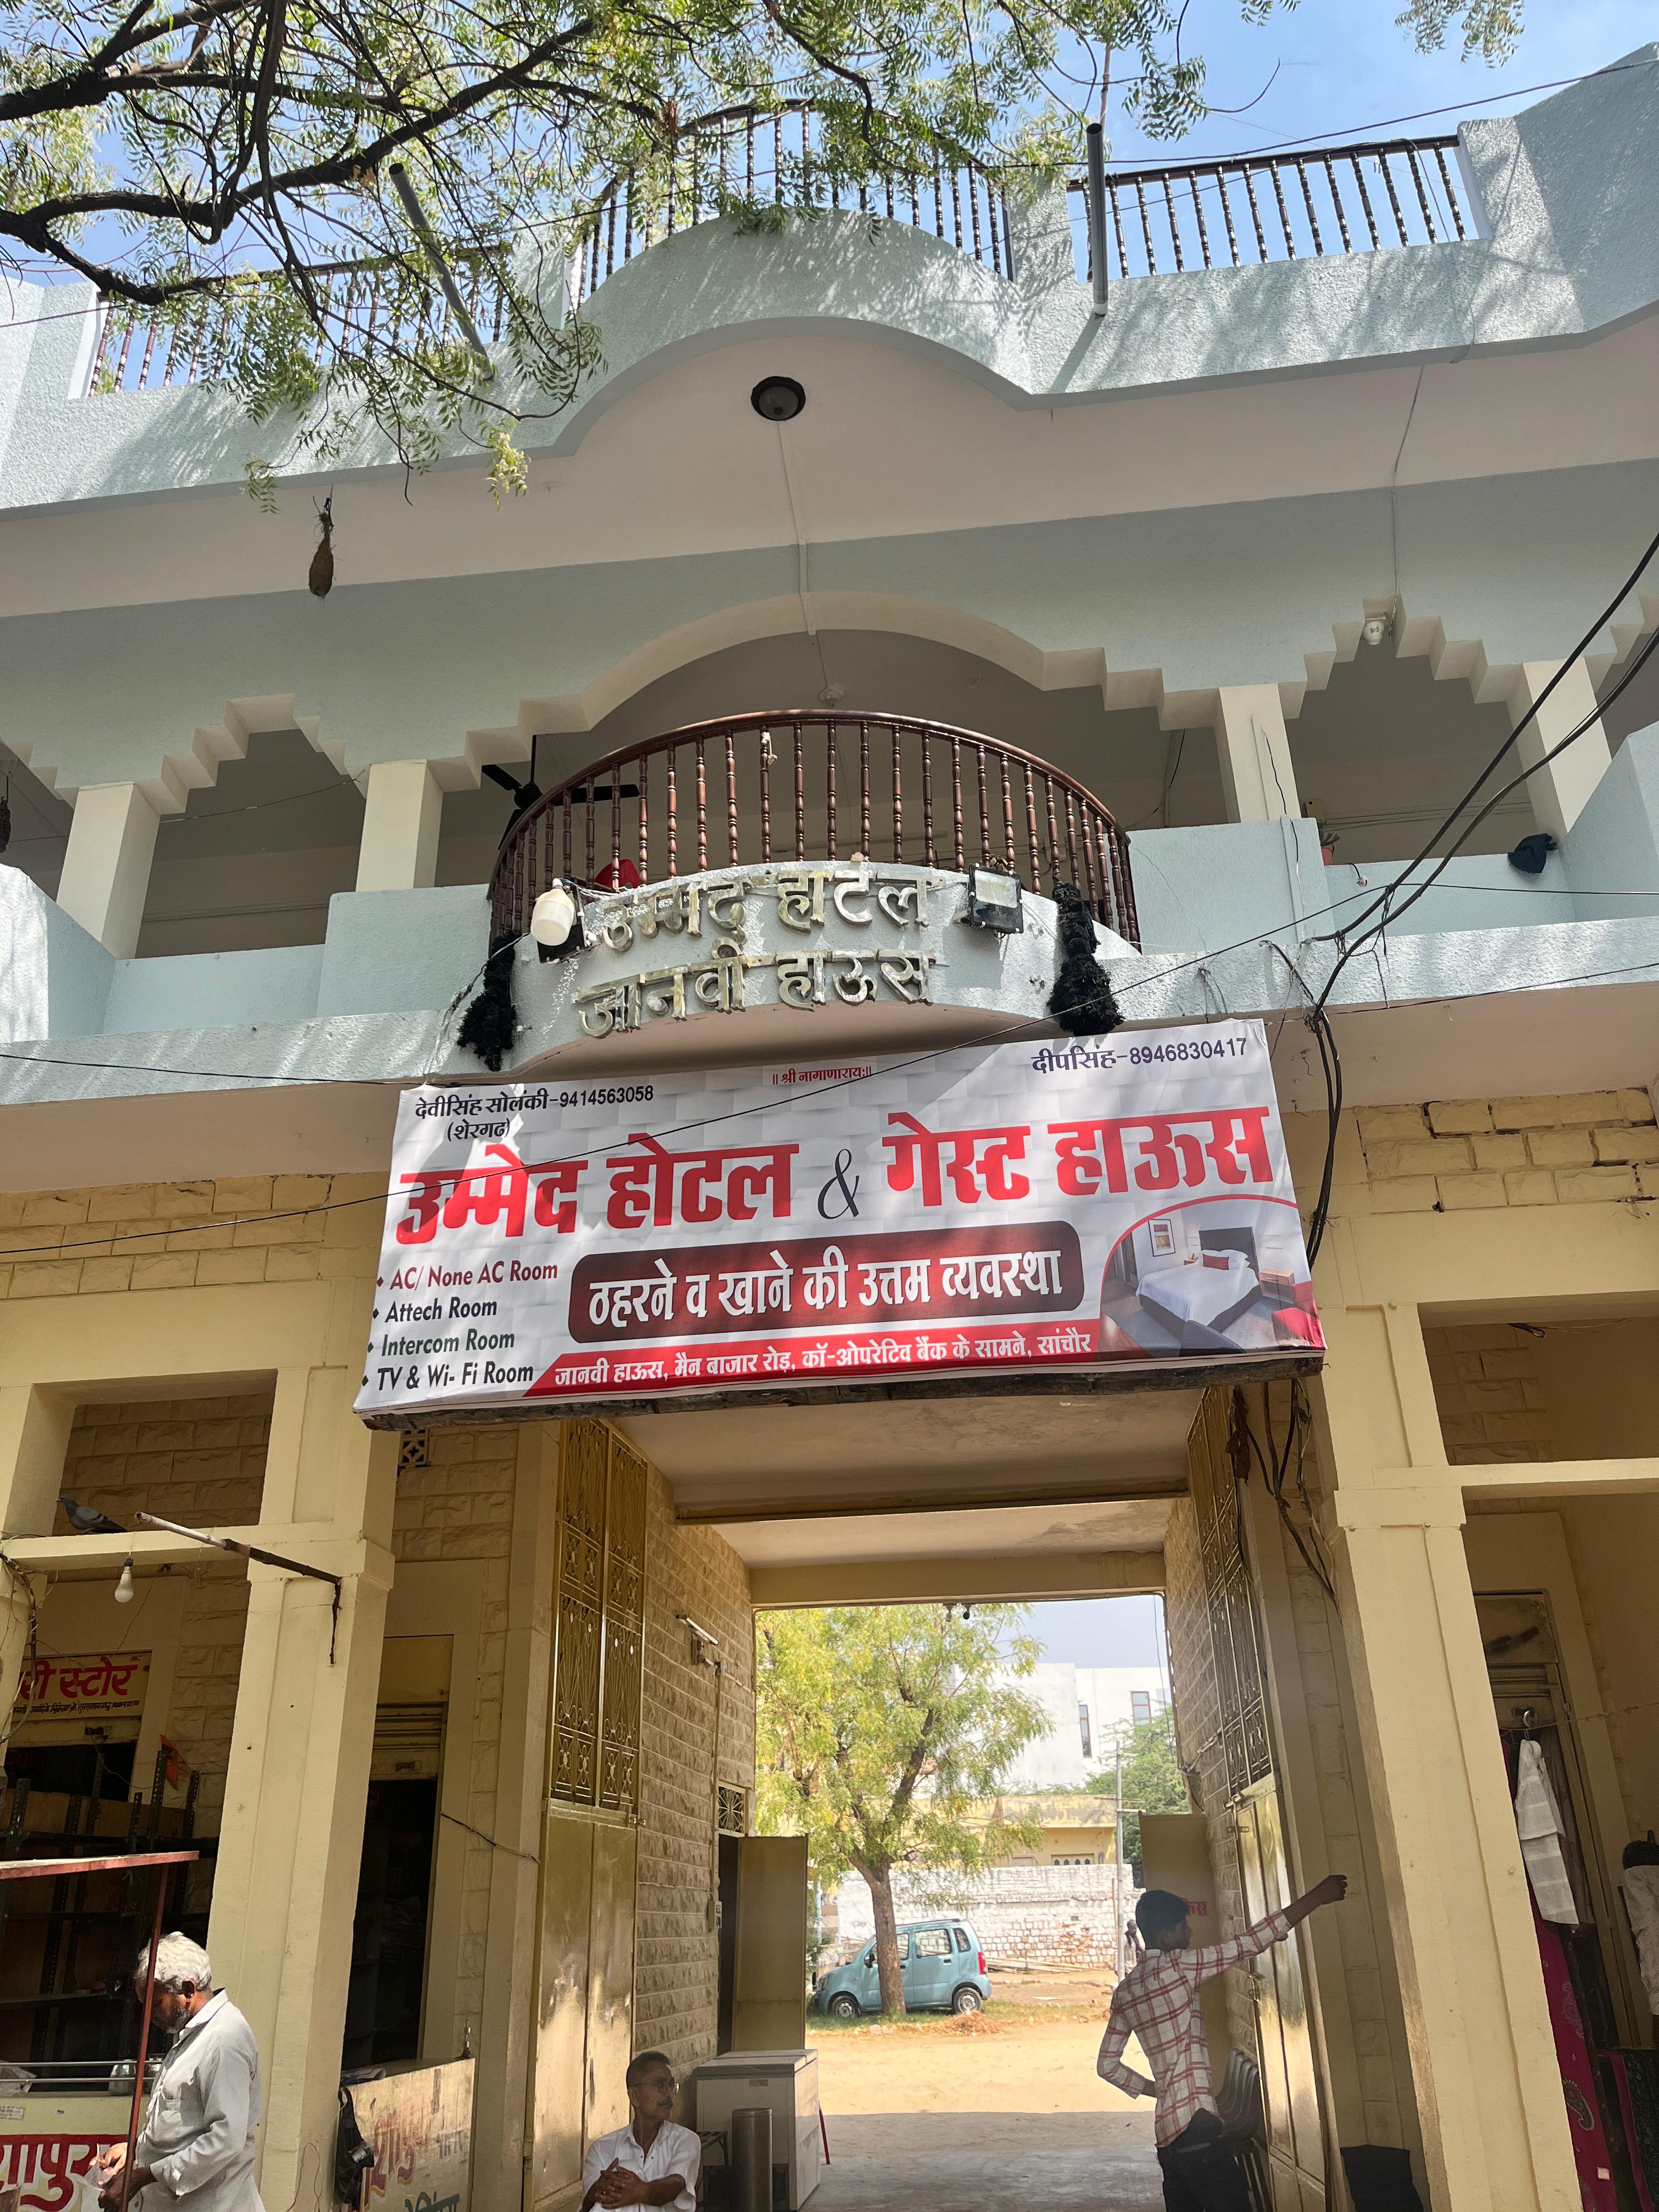 उम्मेद होटल
जानवी हाऊस
॥ श्री नागाणाराय:॥
देवीसिंह सोलंकी-9414563058
(शेरगढ़)
दीपसिंह-8946830417
उम्मेद होटल & गेस्ट हाऊस
• AC/ None AC Room
• Attech Room
• Intercom Room
• TV & Wi- Fi Room
ठहरने व खाने की उत्तम व्यवस्था
जानवी हाऊस, मैन बाजार रोड़, कॉ-ओपरेटिव बैंक के सामने, सांचौर
री स्टोर